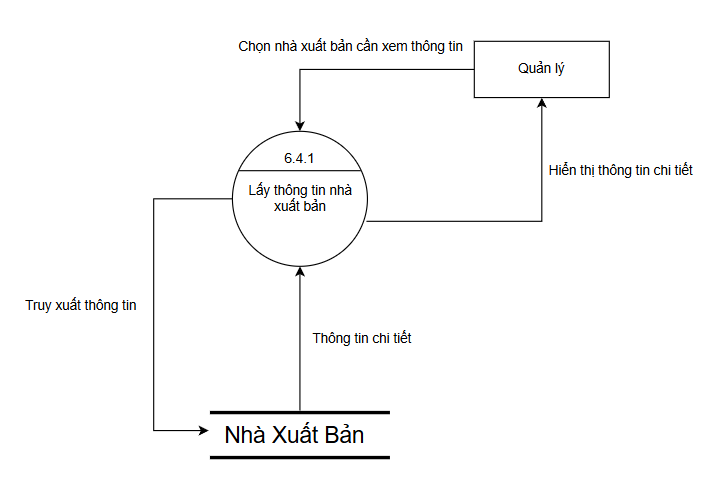 Chọn nhà xuất bản cần xem thông tin
Quản lý
6.4.1
Lấy thông tin nhà
xuất bản
Hiển thị thông tin chi tiết
Truy xuất thông tin
Thông tin chi tiết
Nhà Xuất Bản